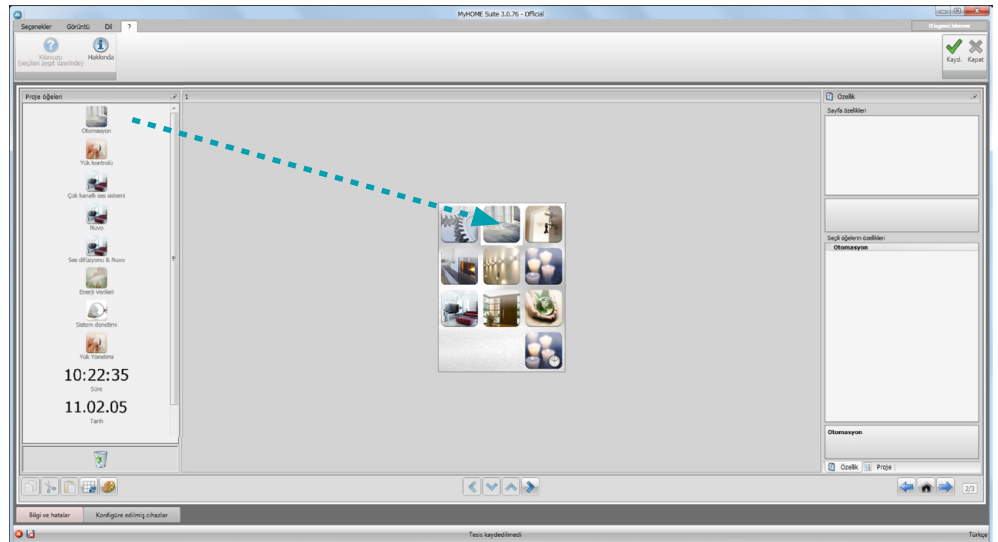 MyHOME Suite 3.0.76 - Official
Seçenekler Görüntü Dil ?
Kılavuzu
(seçilen aygıt üzerinde)
Hakkında
Kayd. Kapat
Proje öğeleri
1
Özellik
Sayfa özellikleri
Otomasyon
Yük kontrolü
Çok kanallı ses sistemi
Nuvo
Ses difüzyonu & Nuvo
Enerji Verileri
Sistem denetimi
Yük Yönetimi
10:22:35
Süre
11.02.05
Tarih
Seçili öğelerin özellikleri
Otomasyon
Otomasyon
Özellik Proje
2/3
Bilgi ve hatalar Konfigüre edilmiş cihazlar
Tesis kaydedilmedi
Türkçe